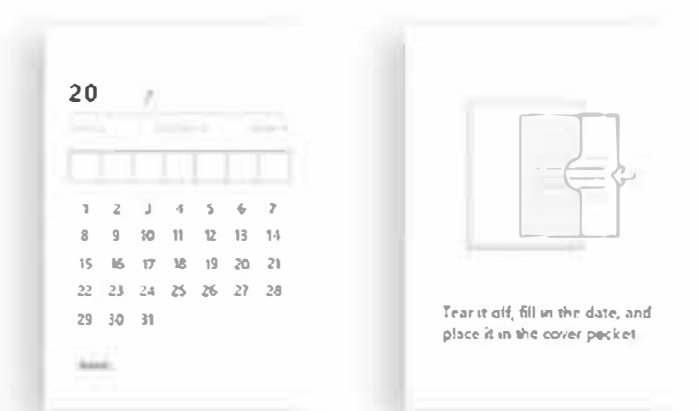 20 /
1 2 3 4 5 6 7
8 9 10 11 12 13 14
15 16 17 18 19 20 21
22 23 24 25 26 27 28
29 30 31
Tear it off, fill in the date, and
place it in the cover pocket